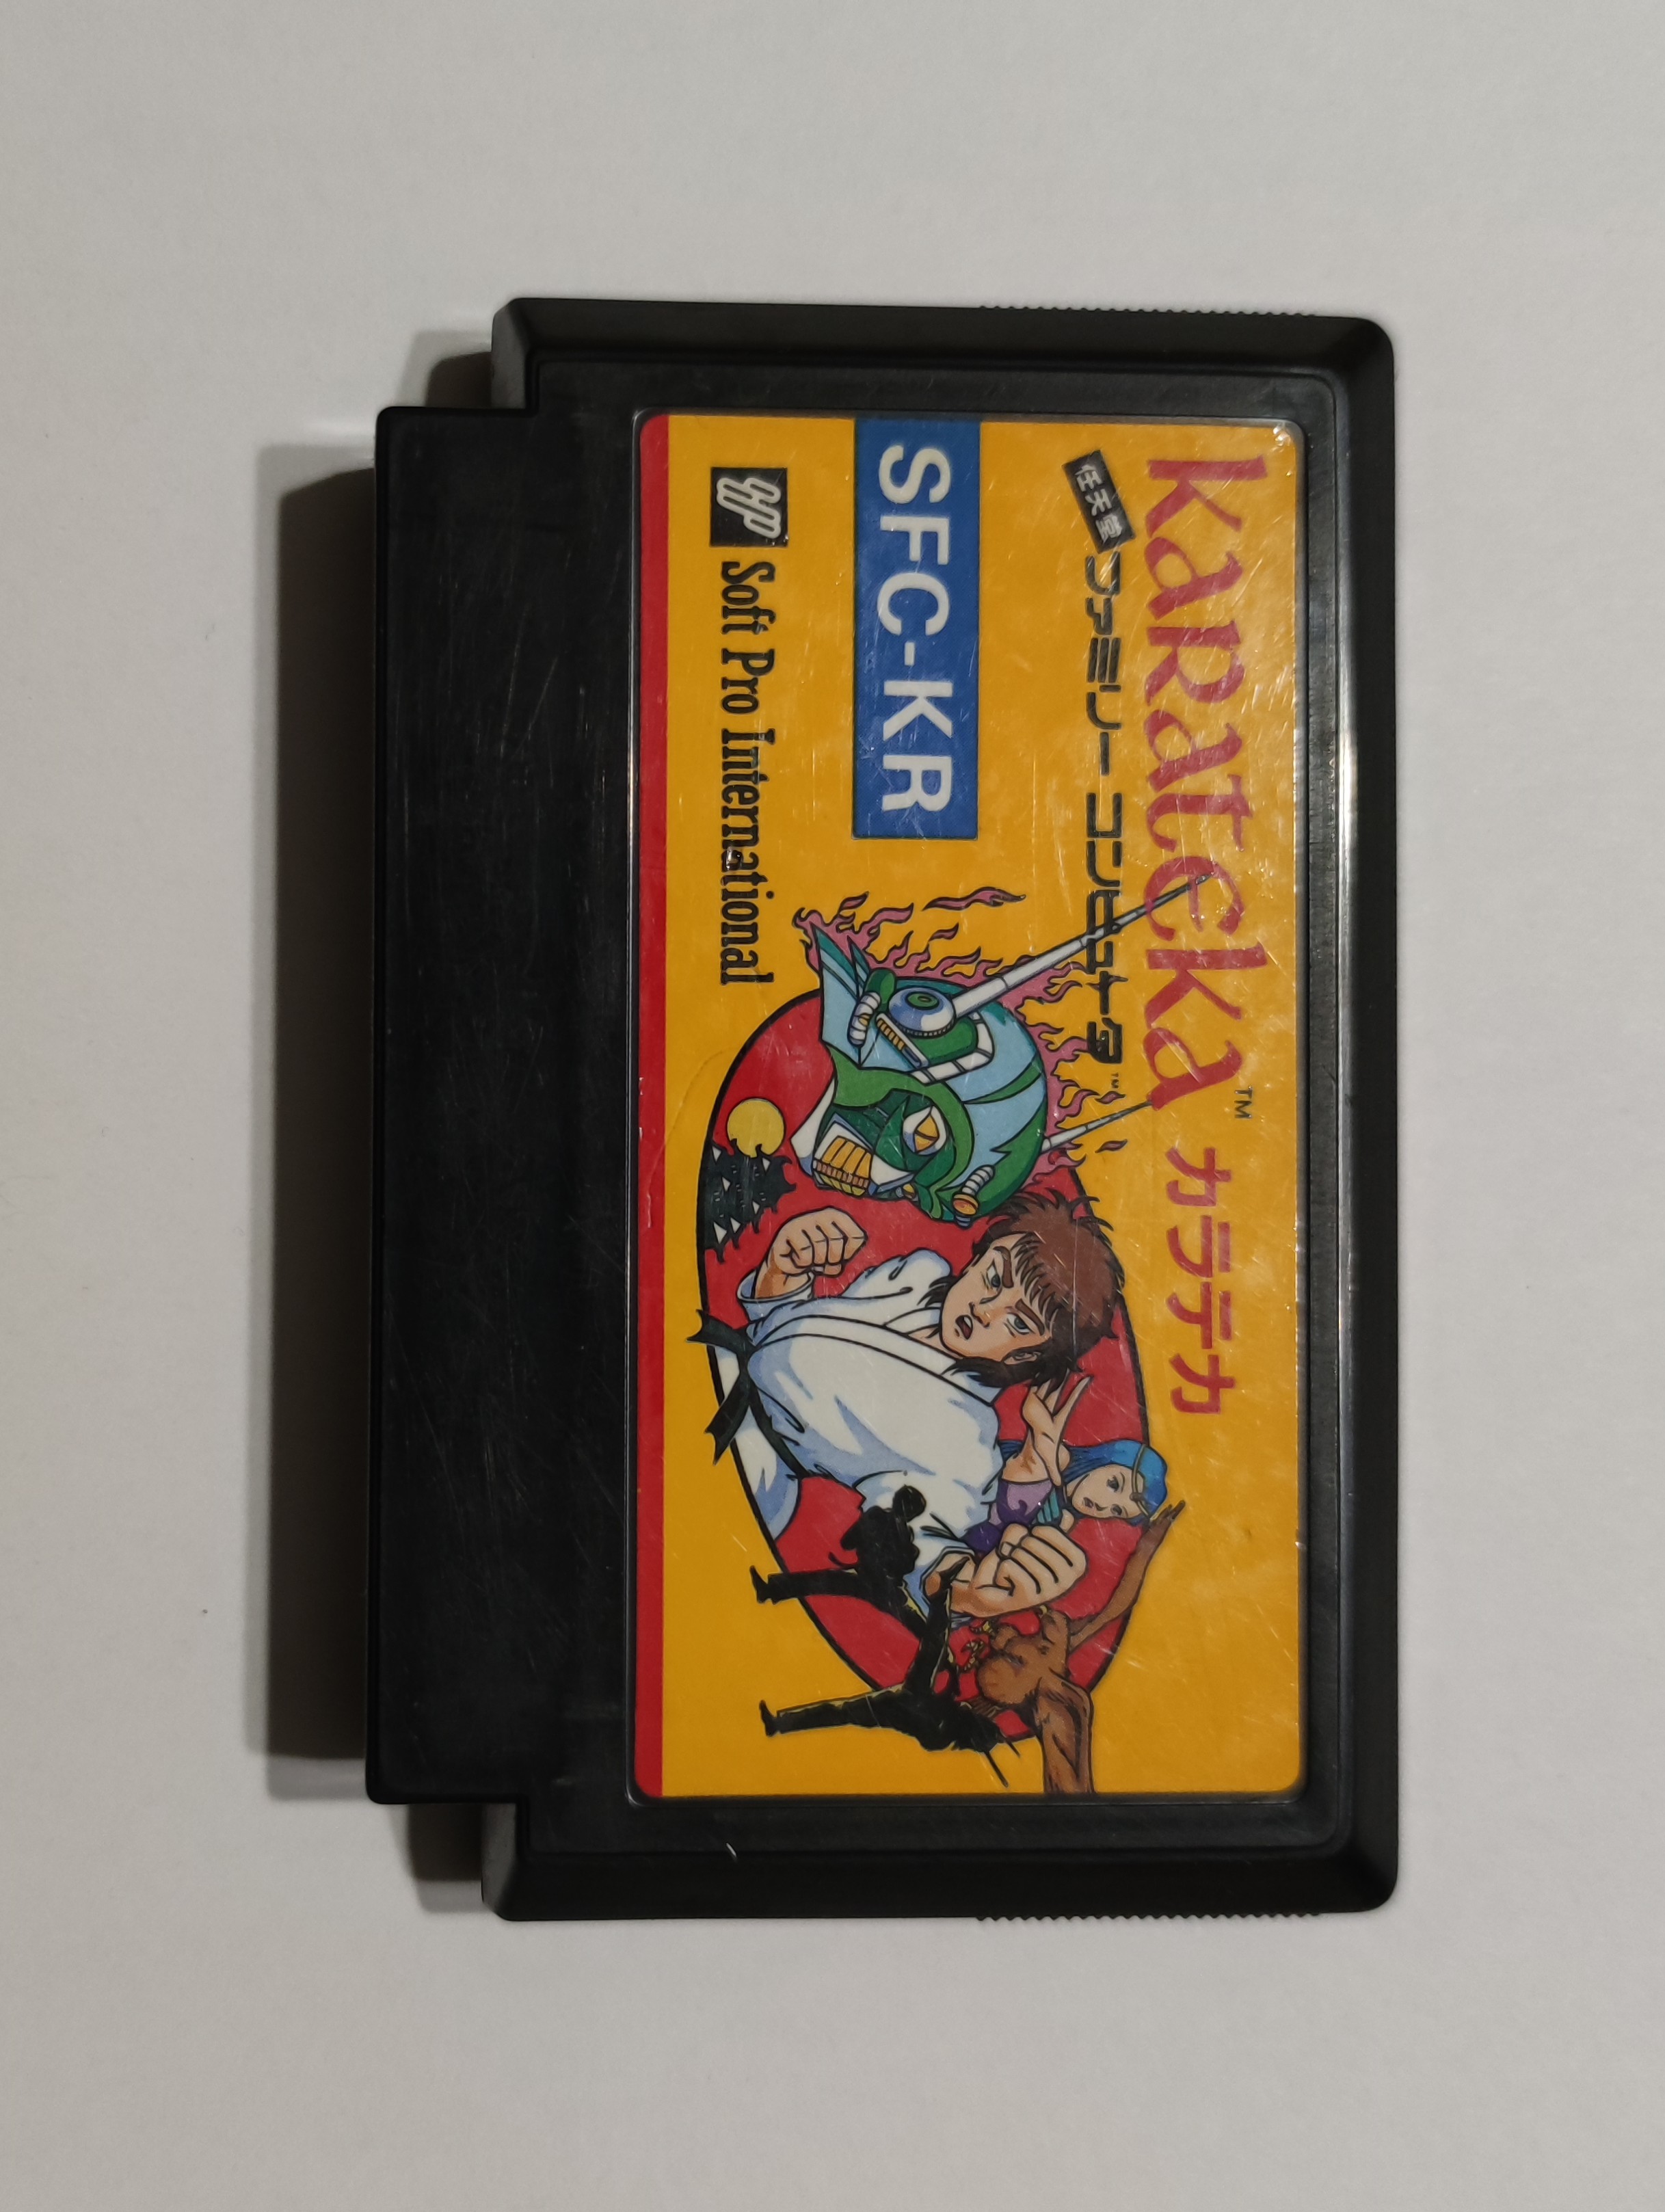 Karateka™ カラテカ
任天堂 ファミリー コンピュータ™
SFC-KR
Soft Pro International